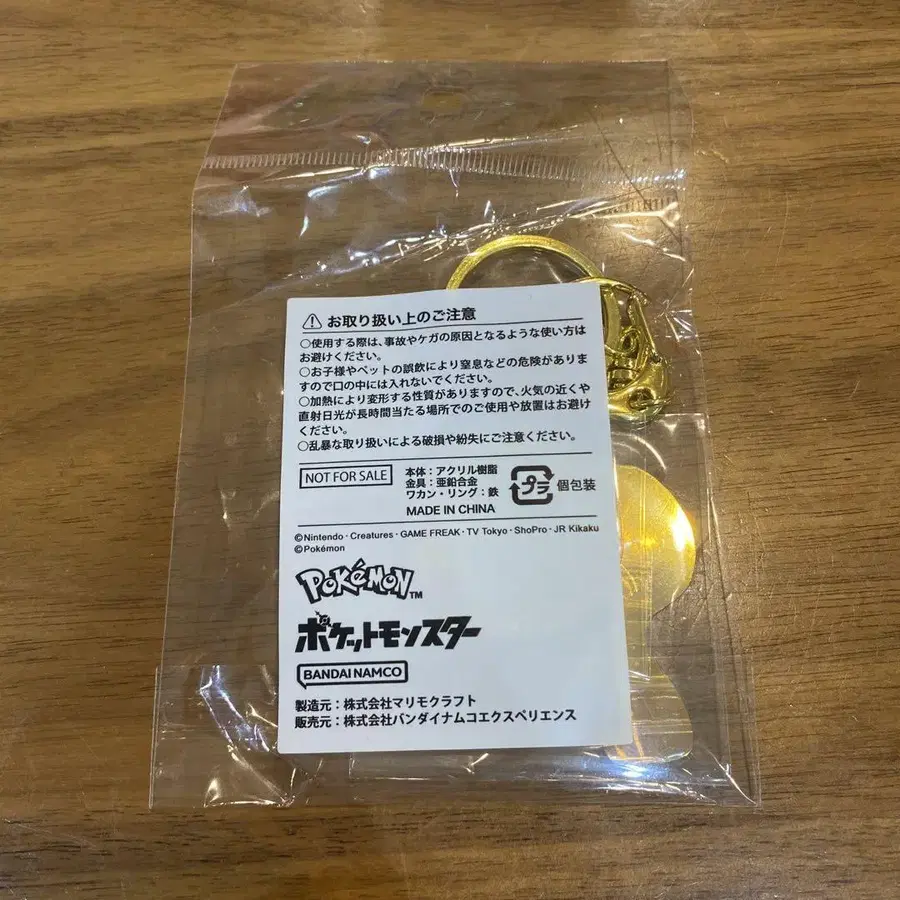 ⚠ お取り扱い上のご注意
○使用する際は、事故やケガの原因となるような使い方は
お避けください。
○お子様やペットの誤飲により窒息などの危険がありま
すので口の中には入れないでください。
○加熱により変形する性質がありますので、火気の近くや
直射日光が長時間当たる場所でのご使用や放置はお避け
ください。
○乱暴な取り扱いによる破損や紛失にご注意ください。
NOT FOR SALE
本体：アクリル樹脂
金具：亜鉛合金
ワカン・リング：鉄
MADE IN CHINA
プラ 個包装
©Nintendo・Creatures・GAME FREAK・TV Tokyo・ShoPro・JR Kikaku
©Pokémon
POKéMON™
ポケットモンスター
BANDAI NAMCO
製造元：株式会社マリモクラフト
販売元：株式会社バンダイナムコエクスペリエンス